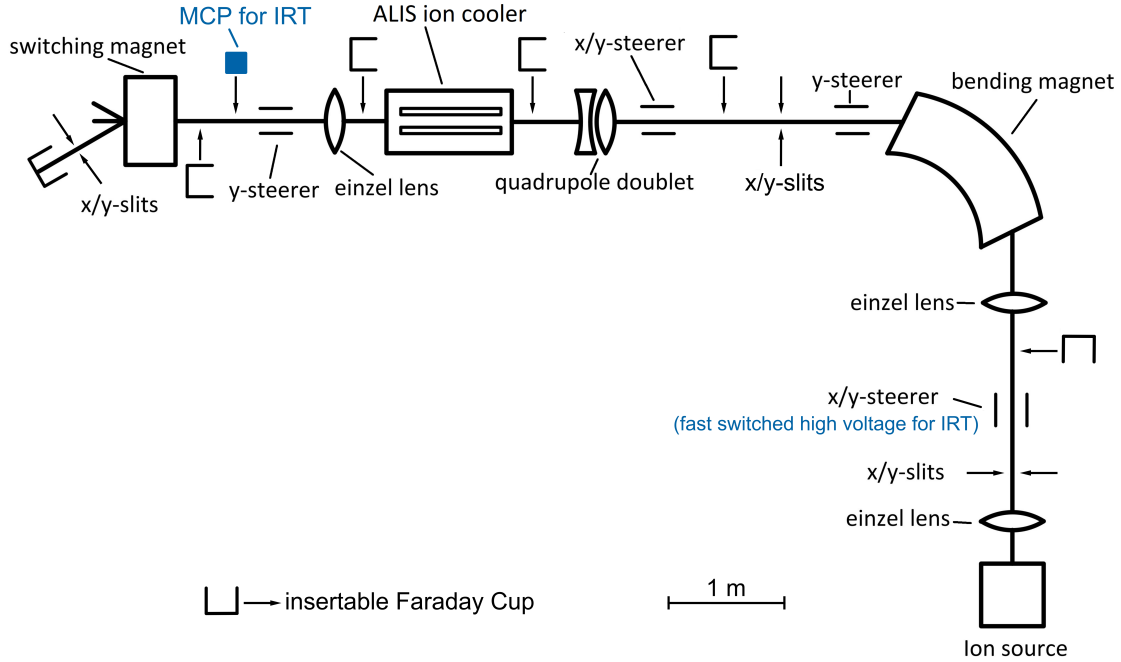 MCP for IRT
ALIS ion cooler
switching magnet
x/y-steerer
y-steerer
bending magnet
x/y-slits
y-steerer
einzel lens
quadrupole doublet
x/y-slits
einzel lens
x/y-steerer
(fast switched high voltage for IRT)
x/y-slits
einzel lens
insertable Faraday Cup
1 m
Ion source